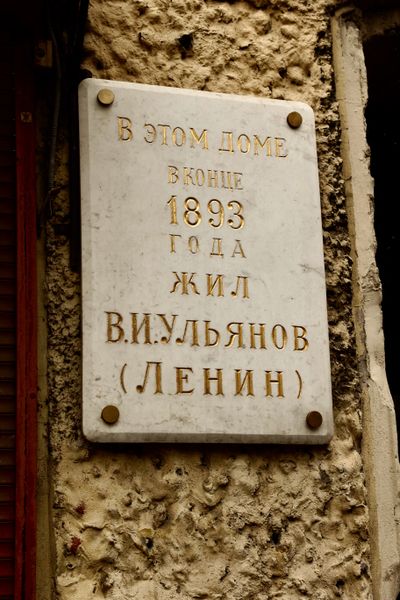 В ЭТОМ ДОМЕ
В КОНЦЕ
1893
ГОДА
ЖИЛ
В.И.УЛЬЯНОВ
(ЛЕНИН)